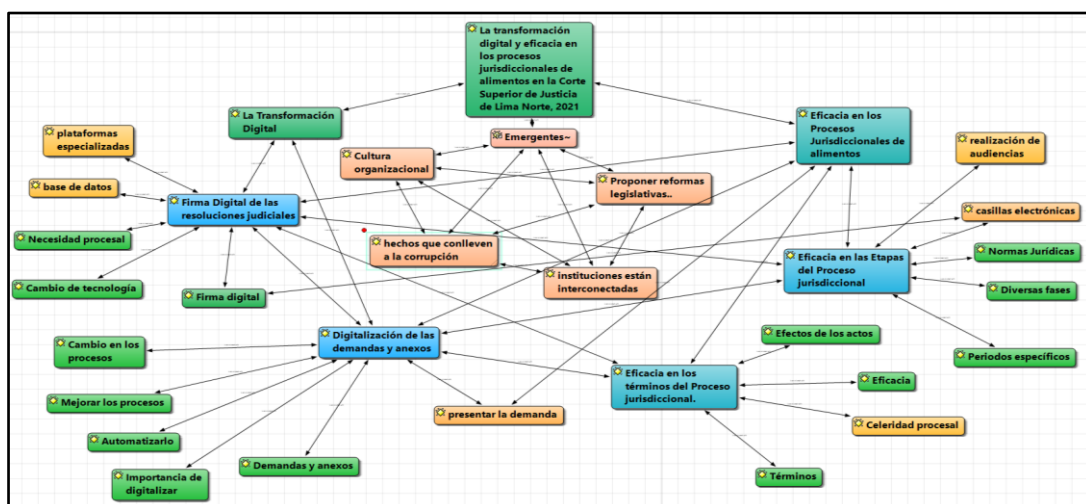 La transformación
digital y eficacia en
los procesos
jurisdiccionales de
alimentos en la Corte
Superior de Justicia
de Lima Norte, 2021
La Transformación
Digital
Eficacia en los
Procesos
Jurisdiccionales de
alimentos
plataformas
especializadas
Emergentes~
realización de
audiencias
Cultura
organizacional
Proponer reformas
legislativas..
base de datos
Firma Digital de las
resoluciones judiciales
casillas electrónicas
Necesidad procesal
hechos que conlleven
a la corrupción
Eficacia en las Etapas
del Proceso
jurisdiccional
Normas Jurídicas
Cambio de tecnología
Firma digital
instituciones están
interconectadas
Diversas fases
Digitalización de las
demandas y anexos
Efectos de los actos
Cambio en los
procesos
Periodos específicos
Eficacia en los
términos del Proceso
jurisdiccional.
Eficacia
Mejorar los procesos
presentar la demanda
Celeridad procesal
Automatizarlo
Demandas y anexos
Importancia de
digitalizar
Términos